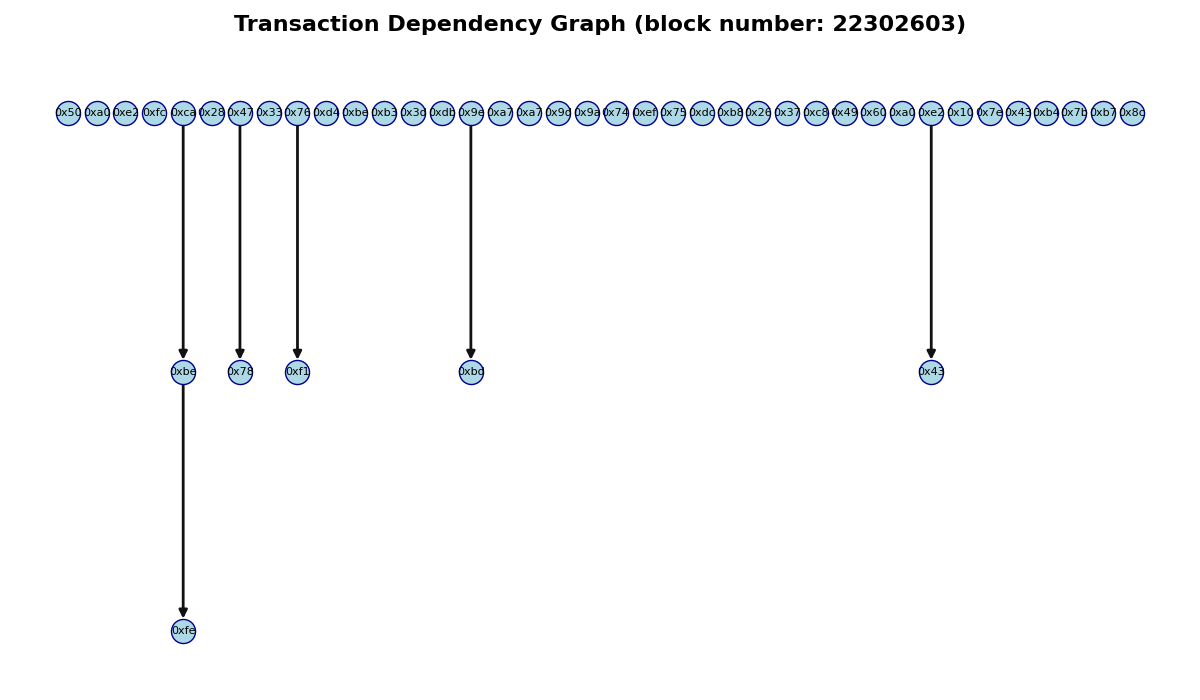 Transaction Dependency Graph (block number: 22302603)
0x50 0xa0 0xe2 0xfc 0xca 0x28 0x47 0x33 0x76 0xd4 0xbe 0xb3 0x3d 0xdb 0x9e 0xa7 0xa7 0x9d 0x9a 0x74 0xef 0x75 0xdc 0xb8 0x26 0x37 0xc8 0x49 0x60 0xa0 0xe2 0x10 0x7e 0x43 0xb4 0x7b 0xb7 0x8c
0xbe 0x78 0xf1 0xbd 0x43
0xfe